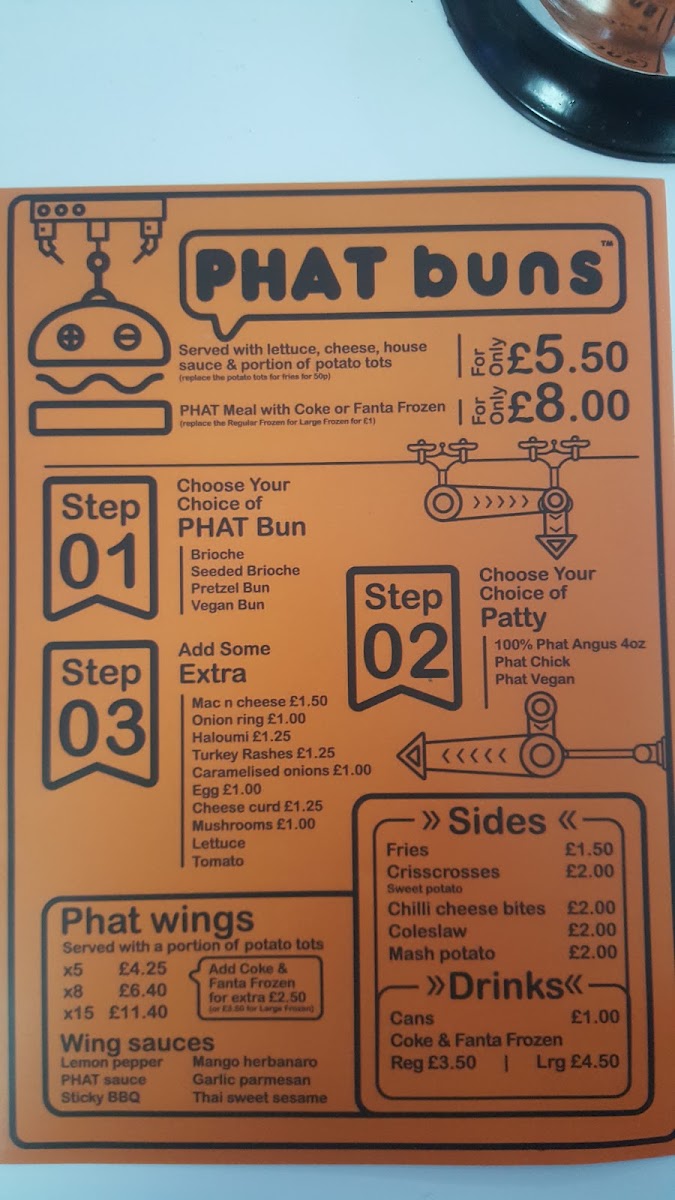 PHAT buns™
Served with lettuce, cheese, house
sauce & portion of potato tots
(replace the potato tots for fries for 50p)
For Only £5.50
PHAT Meal with Coke or Fanta Frozen
(replace the Regular Frozen for Large Frozen for £1)
For Only £8.00
Step
01
Choose Your
Choice of
PHAT Bun
Brioche
Seeded Brioche
Pretzel Bun
Vegan Bun
Step
02
Choose Your
Choice of
Patty
100% Phat Angus 4oz
Phat Chick
Phat Vegan
Step
03
Add Some
Extra
Mac n cheese £1.50
Onion ring £1.00
Haloumi £1.25
Turkey Rashes £1.25
Caramelised onions £1.00
Egg £1.00
Cheese curd £1.25
Mushrooms £1.00
Lettuce
Tomato
Phat wings
Served with a portion of potato tots
x5 £4.25
x8 £6.40
x15 £11.40
Add Coke &
Fanta Frozen
for extra £2.50
(or £3.50 for Large Frozen)
Wing sauces
Lemon pepper
PHAT sauce
Sticky BBQ
Mango herbanaro
Garlic parmesan
Thai sweet sesame
» Sides «
Fries £1.50
Crisscrosses £2.00
Sweet potato
Chilli cheese bites £2.00
Coleslaw £2.00
Mash potato £2.00
»Drinks«
Cans £1.00
Coke & Fanta Frozen
Reg £3.50 | Lrg £4.50